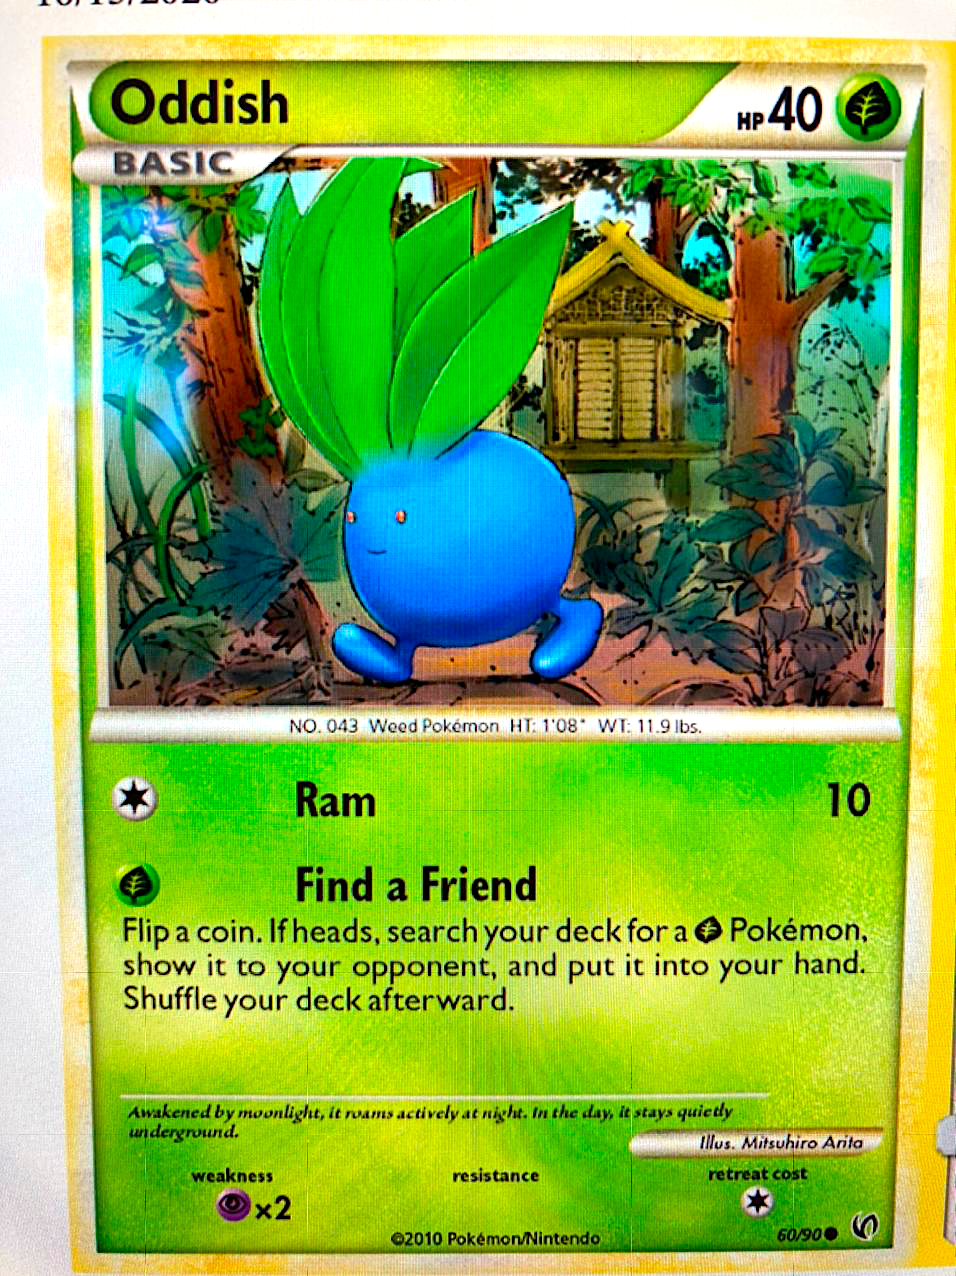 Oddish
HP 40
BASIC
NO. 043 Weed Pokémon HT: 1'08" WT: 11.9 lbs.
Ram 10
Find a Friend
Flip a coin. If heads, search your deck for a Pokémon,
show it to your opponent, and put it into your hand.
Shuffle your deck afterward.
Awakened by moonlight, it roams actively at night. In the day, it stays quietly
underground.
Illus. Mitsuhiro Arita
weakness resistance retreat cost
×2
©2010 Pokémon/Nintendo
60/90